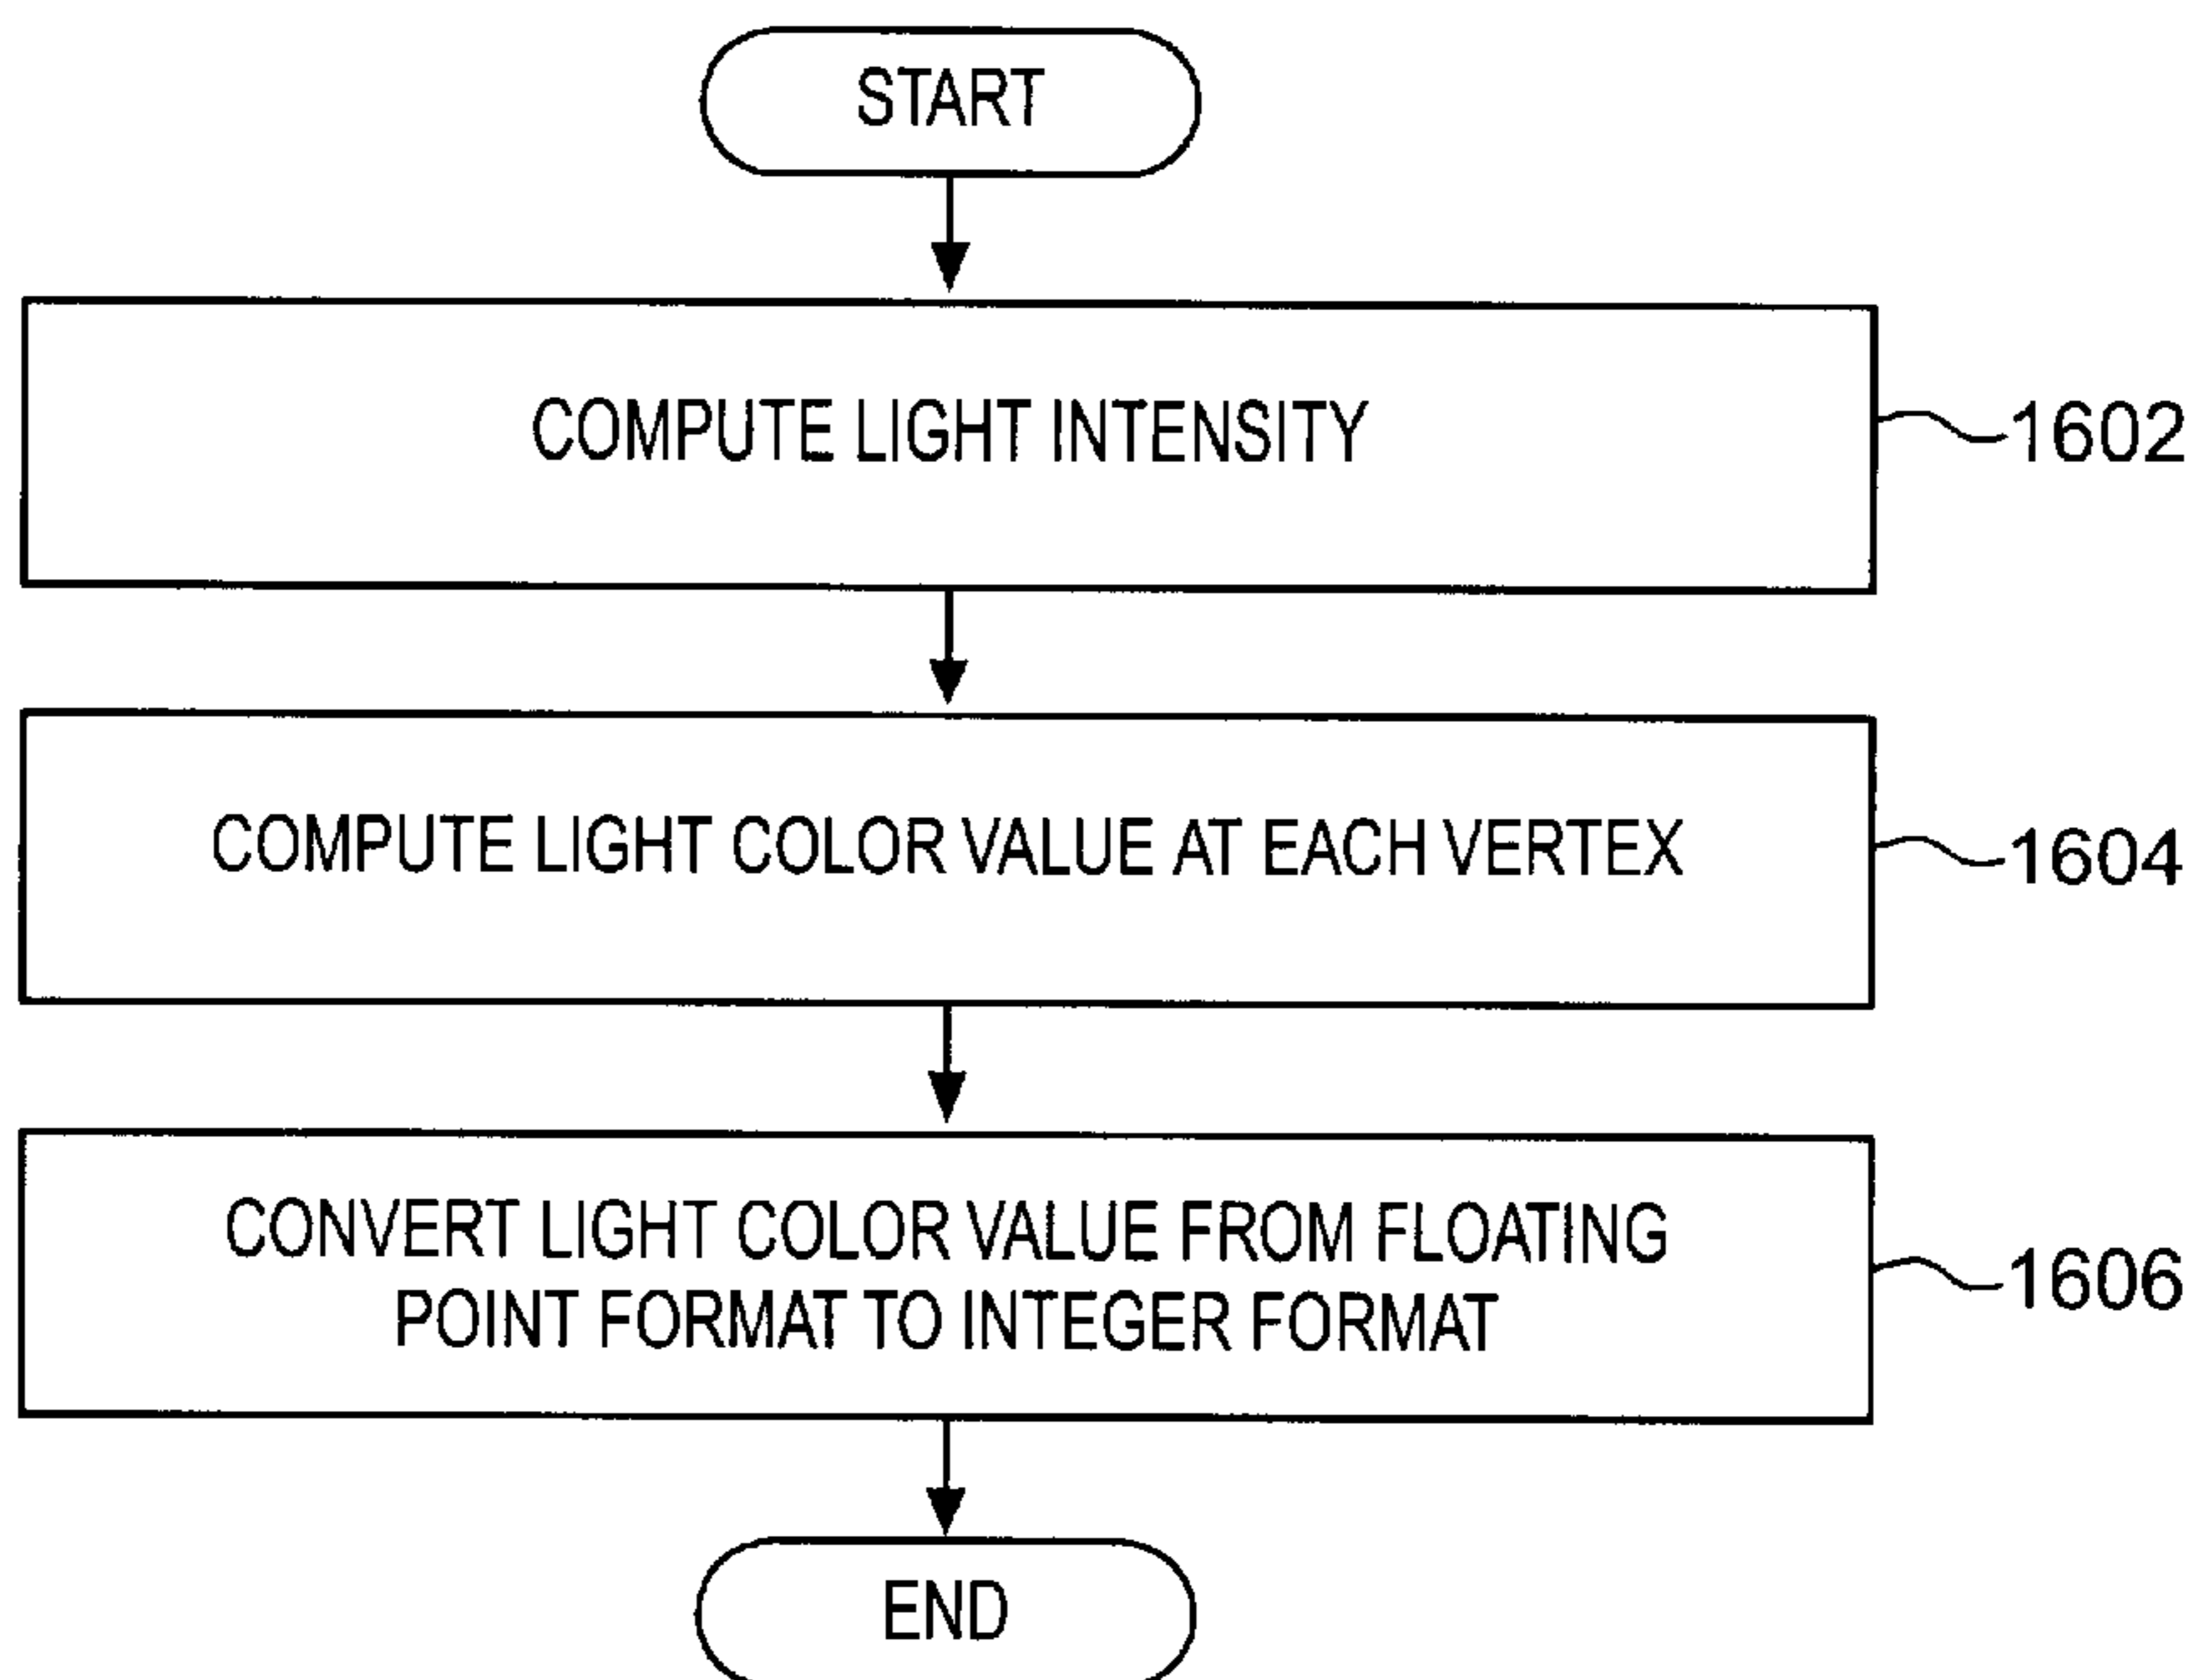 START
COMPUTE LIGHT INTENSITY
1602
COMPUTE LIGHT COLOR VALUE AT EACH VERTEX
1604
CONVERT LIGHT COLOR VALUE FROM FLOATING
POINT FORMAT TO INTEGER FORMAT
1606
END